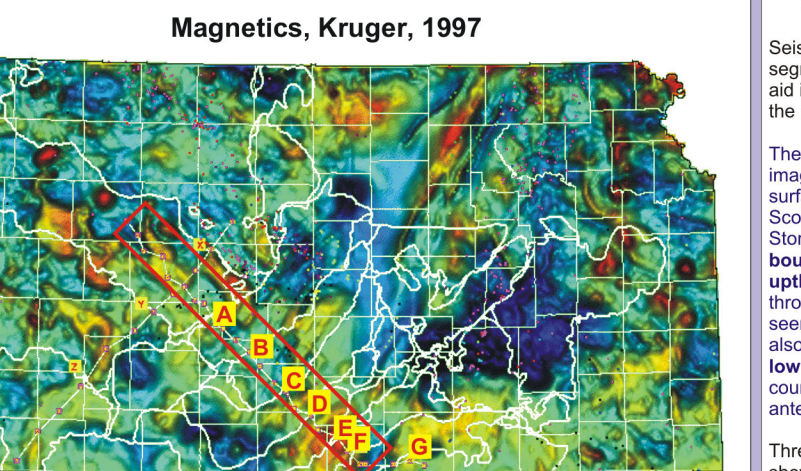 Magnetics, Kruger, 1997
X
Y
A
B
Z
C
D
E
F
G
Seis
segr
aid i
the
The
imag
surf
Sco
Stor
bou
upth
thro
seer
also
low
cour
ante
Thre